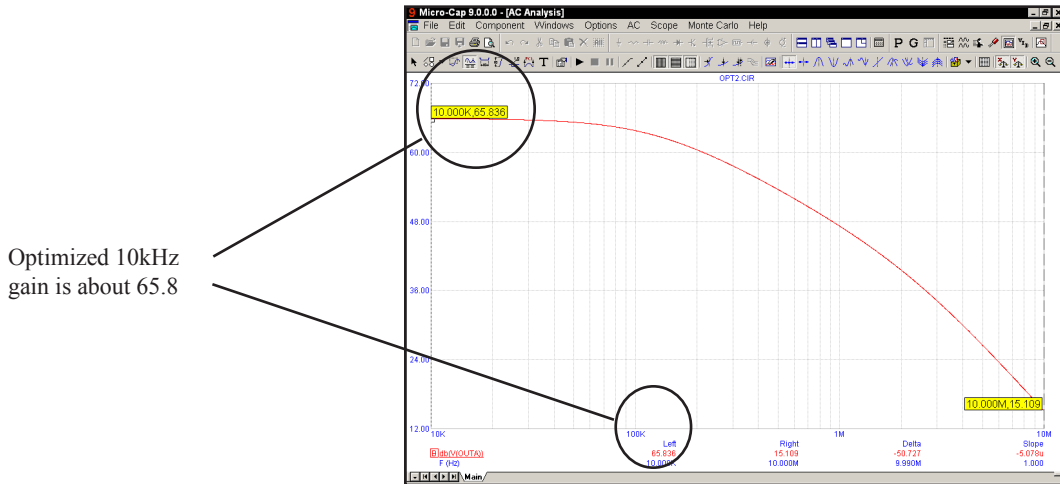 9 Micro-Cap 9.0.0.0 - [AC Analysis]
File Edit Component Windows Options AC Scope Monte Carlo Help
OPT2.CIR
72.00
10.000K,65.836
60.00
48.00
Optimized 10kHz
gain is about 65.8
36.00
24.00
10.000M,15.109
12.00
10K 100K 1M 10M
Left Right Delta Slope
db(V(OUTA)) 65.836 15.109 -50.727 -5.078u
F (Hz) 10.000K 10.000M 9.990M 1.000
Main